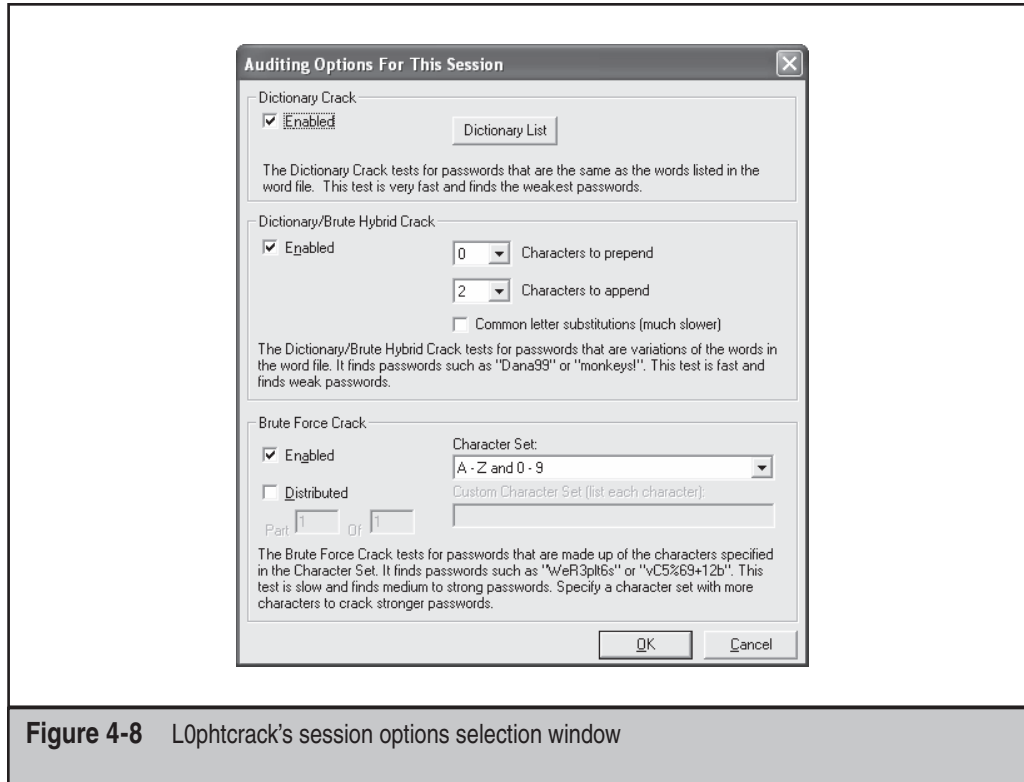 Auditing Options For This Session
Dictionary Crack
Enabled
Dictionary List
The Dictionary Crack tests for passwords that are the same as the words listed in the
word file. This test is very fast and finds the weakest passwords.
Dictionary/Brute Hybrid Crack
Enabled
0 Characters to prepend
2 Characters to append
Common letter substitutions (much slower)
The Dictionary/Brute Hybrid Crack tests for passwords that are variations of the words in
the word file. It finds passwords such as "Dana99" or "monkeys!". This test is fast and
finds weak passwords.
Brute Force Crack
Enabled
Character Set:
A - Z and 0 - 9
Distributed
Custom Character Set (list each character):
Part 1 Of 1
The Brute Force Crack tests for passwords that are made up of the characters specified
in the Character Set. It finds passwords such as "WeR3plt6s" or "vC5%69+12b". This
test is slow and finds medium to strong passwords. Specify a character set with more
characters to crack stronger passwords.
OK Cancel
Figure 4-8 L0phtcrack's session options selection window